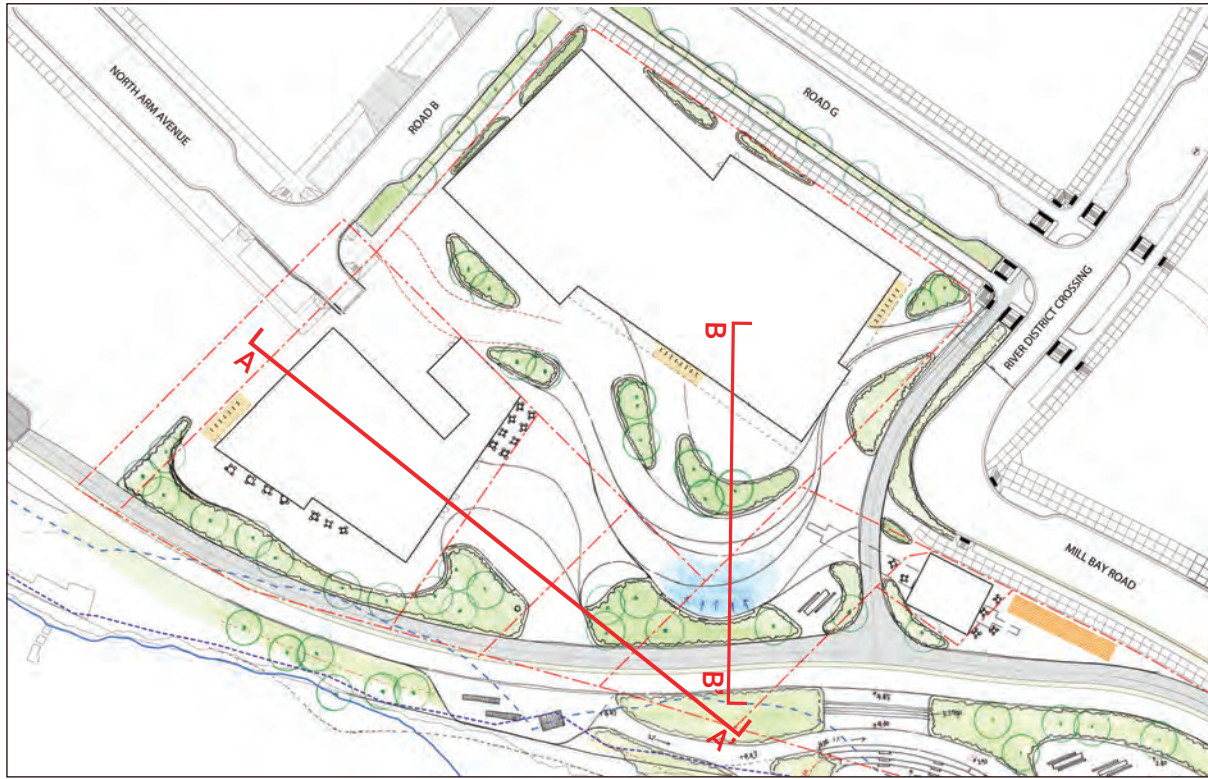 NORTH ARM AVENUE
ROAD B
ROAD G
RIVER DISTRICT CROSSING
A
B
MILL BAY ROAD
B'
A'